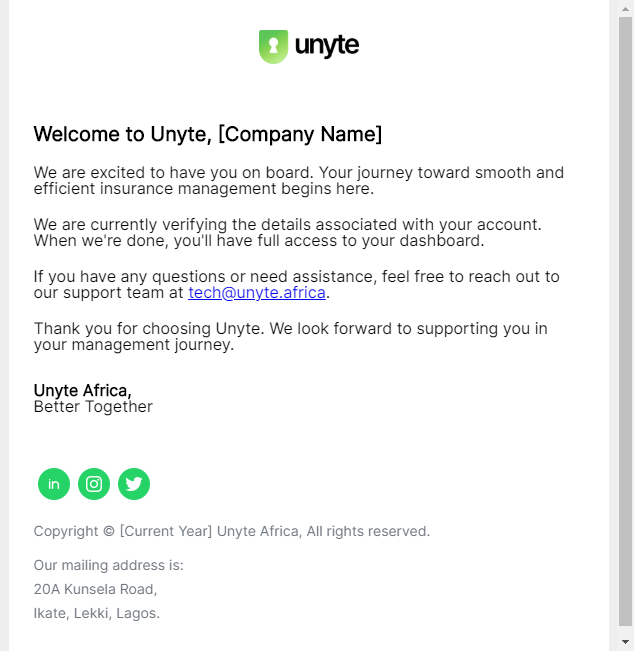 unyte
Welcome to Unyte, [Company Name]
We are excited to have you on board. Your journey toward smooth and
efficient insurance management begins here.
We are currently verifying the details associated with your account.
When we're done, you'll have full access to your dashboard.
If you have any questions or need assistance, feel free to reach out to
our support team at tech@unyte.africa.
Thank you for choosing Unyte. We look forward to supporting you in
your management journey.
Unyte Africa,
Better Together
in
Copyright © [Current Year] Unyte Africa, All rights reserved.
Our mailing address is:
20A Kunsela Road,
Ikate, Lekki, Lagos.